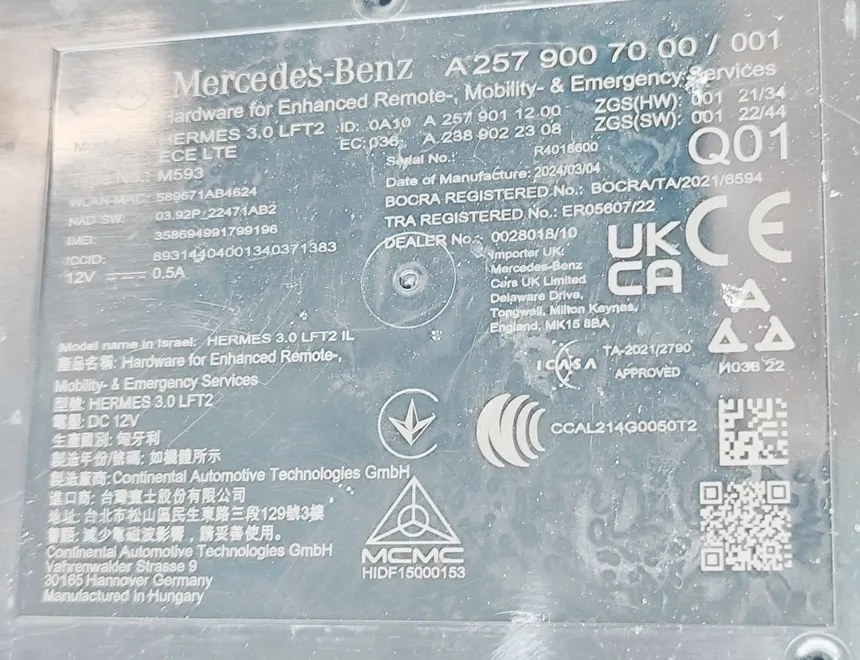 Mercedes-Benz A 257 900 70 00 / 001
Hardware for Enhanced Remote-, Mobility- & Emergency Services
HERMES 3.0 LFT2 ID: 0A10 A 257 901 12 00 ZGS(HW): 001 21/34
ECE LTE EC: 036 A 238 902 23 08 ZGS(SW): 001 22/44
M593 Serial No.: R4018600 Q01
WLAN-MAC: 589671AB4624 Date of Manufacture: 2024/03/04
NAD SW: 03.92P_22471AB2 BOCRA REGISTERED No.: BOCRA/TA/2021/6594
IMEI: 358694991799196 TRA REGISTERED No.: ER05607/22
ICCID: 89314404001340371383 DEALER No.: 0028018/10
12V 0.5A
Importer UK:
Mercedes-Benz
Cars UK Limited
Delaware Drive,
Tongwell, Milton Keynes,
England, MK15 8BA
UK
CA
CE
Model name in Israel: HERMES 3.0 LFT2 IL
產品名稱: Hardware for Enhanced Remote-,
Mobility- & Emergency Services
型號: HERMES 3.0 LFT2
電壓: DC 12V
生產國別: 匈牙利
製造年份/號碼: 如機體所示
製造廠商: Continental Automotive Technologies GmbH
進口商: 台灣賓士股份有限公司
地址: 台北市松山區民生東路三段129號3樓
警語: 減少電磁波影響，請妥善使用。
Continental Automotive Technologies GmbH
Vahrenwalder Strasse 9
30165 Hannover Germany
Manufactured in Hungary
ICASA TA-2021/2790
APPROVED
И03В 22
CCAL214G0050T2
MCMC
HIDF15000153